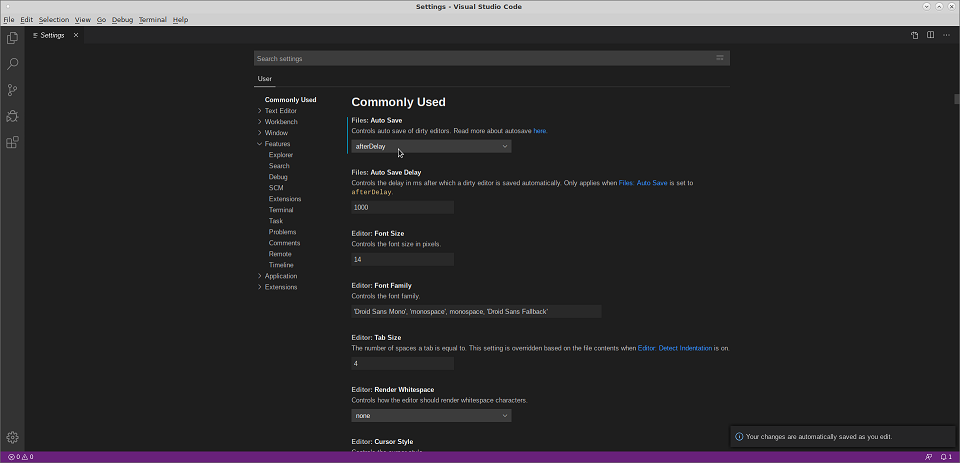 Settings - Visual Studio Code
File Edit Selection View Go Debug Terminal Help
Settings
Search settings
User
Commonly Used
Text Editor
Workbench
Window
Features
Explorer
Search
Debug
SCM
Extensions
Terminal
Task
Problems
Comments
Remote
Timeline
Application
Extensions
Commonly Used
Files: Auto Save
Controls auto save of dirty editors. Read more about autosave here.
afterDelay
Files: Auto Save Delay
Controls the delay in ms after which a dirty editor is saved automatically. Only applies when Files: Auto Save is set to
afterDelay.
1000
Editor: Font Size
Controls the font size in pixels.
14
Editor: Font Family
Controls the font family.
'Droid Sans Mono', 'monospace', monospace, 'Droid Sans Fallback'
Editor: Tab Size
The number of spaces a tab is equal to. This setting is overridden based on the file contents when Editor: Detect Indentation is on.
4
Editor: Render Whitespace
Controls how the editor should render whitespace characters.
none
Editor: Cursor Style
Your changes are automatically saved as you edit.
0 0
1